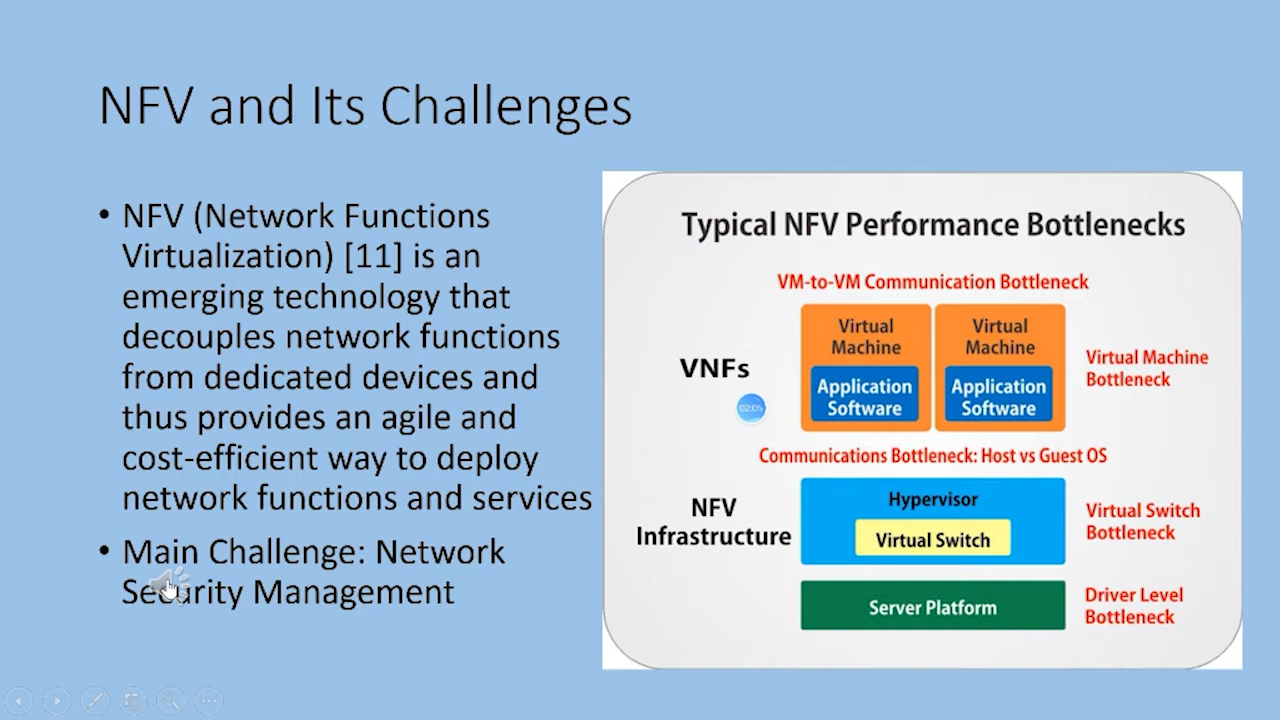 NFV and Its Challenges
• NFV (Network Functions
Virtualization) [11] is an
emerging technology that
decouples network functions
from dedicated devices and
thus provides an agile and
cost-efficient way to deploy
network functions and services
• Main Challenge: Network
Security Management
Typical NFV Performance Bottlenecks
VM-to-VM Communication Bottleneck
VNFs
02:05
Virtual
Machine
Application
Software
Virtual
Machine
Application
Software
Virtual Machine
Bottleneck
Communications Bottleneck: Host vs Guest OS
NFV
Infrastructure
Hypervisor
Virtual Switch
Virtual Switch
Bottleneck
Server Platform
Driver Level
Bottleneck